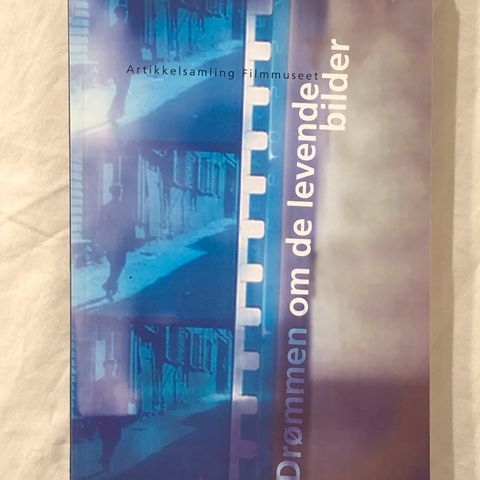 Artikkelsamling Filmmuseet
Drømmen om de levende
bilder